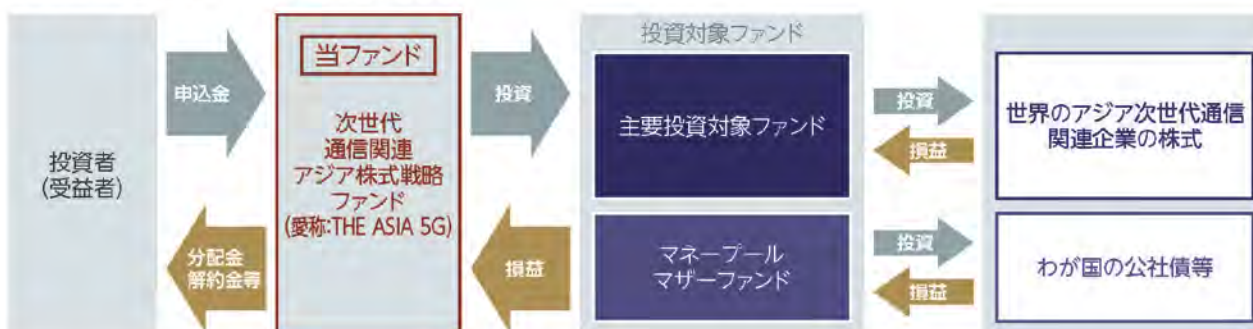 投資者
(受益者)
申込金
分配金
解約金等
当ファンド
次世代
通信関連
アジア株式戦略
ファンド
(愛称:THE ASIA 5G)
投資
損益
投資対象ファンド
主要投資対象ファンド
マネープール
マザーファンド
投資
損益
投資
損益
世界のアジア次世代通信
関連企業の株式
わが国の公社債等